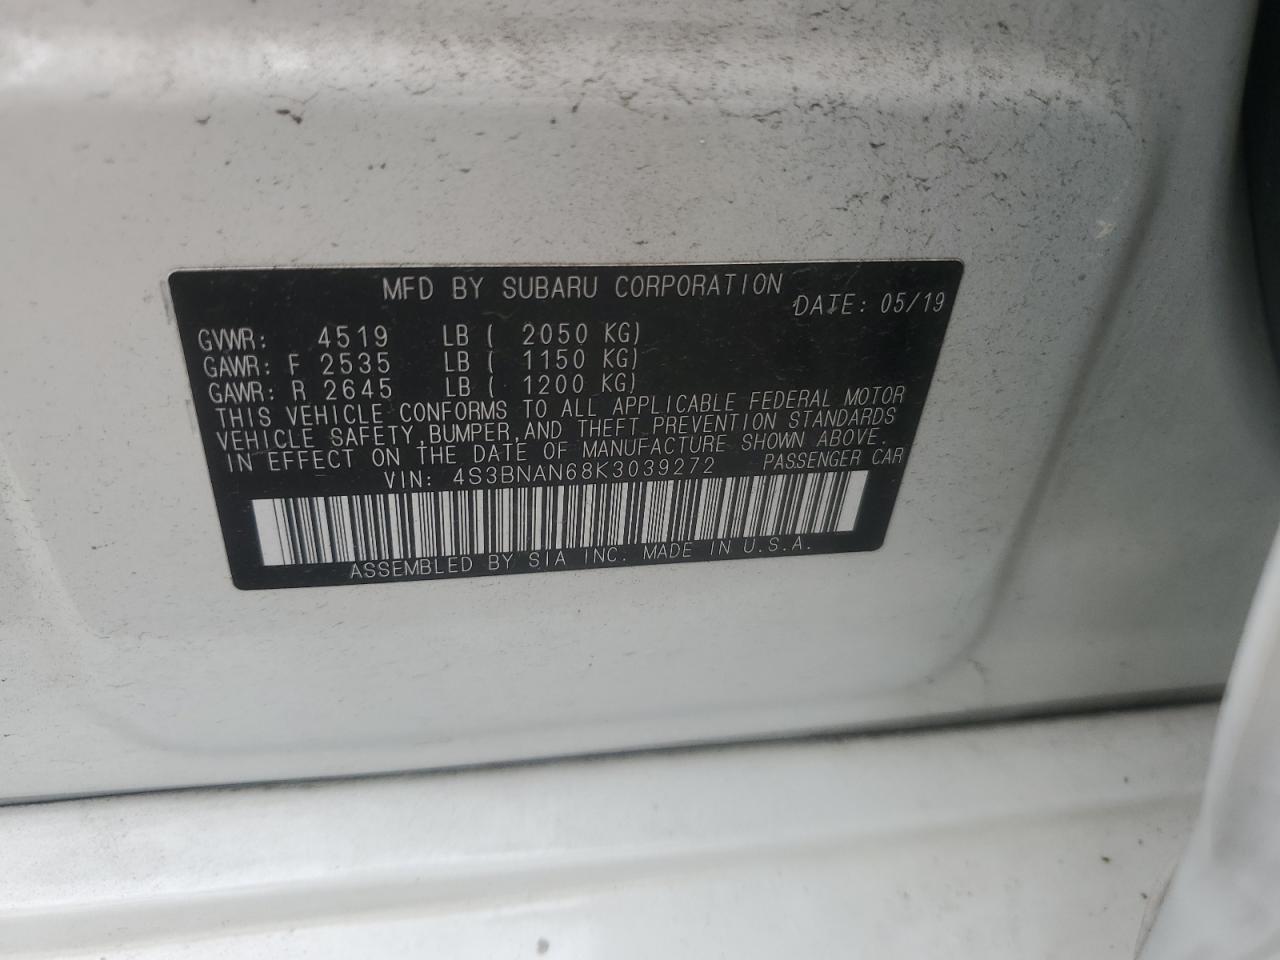 MFD BY SUBARU CORPORATION
DATE: 05/19
GVWR: 4519 LB ( 2050 KG)
GAWR: F 2535 LB ( 1150 KG)
GAWR: R 2645 LB ( 1200 KG)
THIS VEHICLE CONFORMS TO ALL APPLICABLE FEDERAL MOTOR
VEHICLE SAFETY,BUMPER,AND THEFT PREVENTION STANDARDS
IN EFFECT ON THE DATE OF MANUFACTURE SHOWN ABOVE.
VIN: 4S3BNAN68K3039272 PASSENGER CAR
ASSEMBLED BY SIA INC. MADE IN U.S.A.